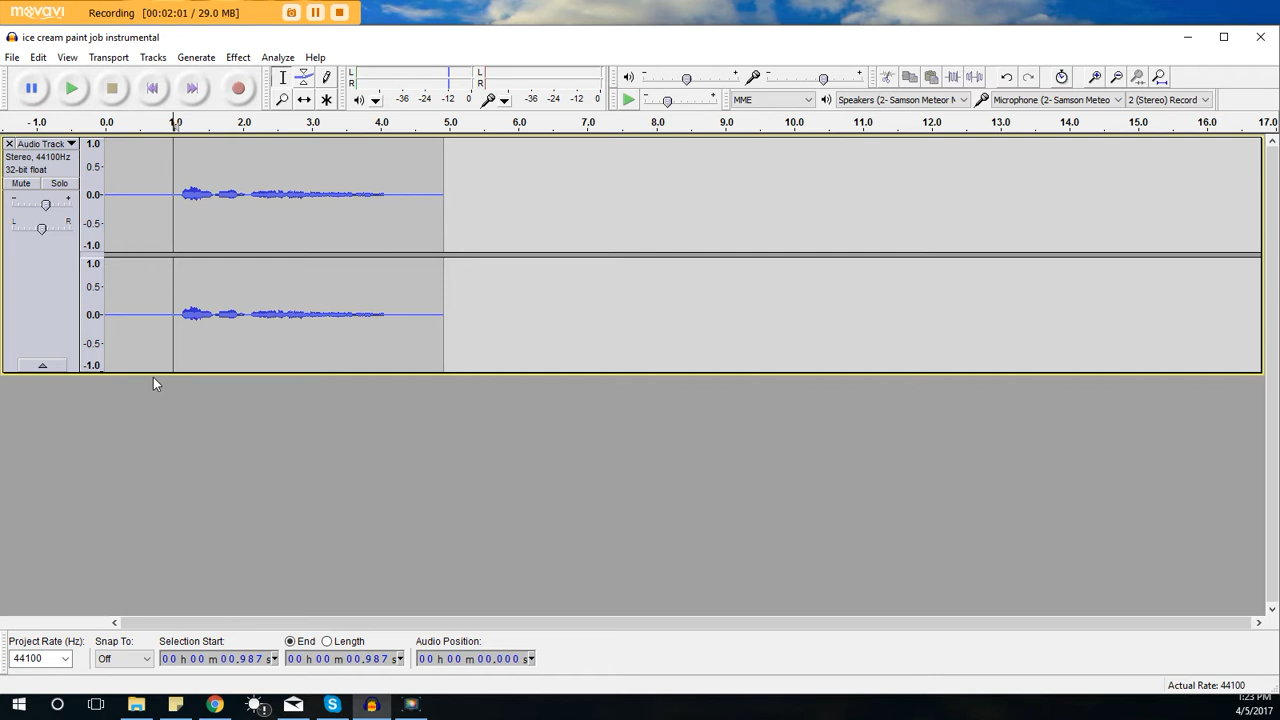 movavi Recording [00:02:01 / 29.0 MB]
ice cream paint job instrumental
File Edit View Transport Tracks Generate Effect Analyze Help
L R -36 -24 -12 0 L R -36 -24 -12 0
MME Speakers (2- Samson Meteor M Microphone (2- Samson Meteo 2 (Stereo) Record
- 1.0 0.0 1.0 2.0 3.0 4.0 5.0 6.0 7.0 8.0 9.0 10.0 11.0 12.0 13.0 14.0 15.0 16.0 17.0
Audio Track
Stereo, 44100Hz
32-bit float
Mute Solo
- +
L R
1.0
0.5
0.0
-0.5
-1.0
1.0
0.5
0.0
-0.5
-1.0
Project Rate (Hz): Snap To: Selection Start: End Length Audio Position:
44100 Off 00 h 00 m 00.987 s 00 h 00 m 00.987 s 00 h 00 m 00.000 s
Actual Rate: 44100
1:23 PM
4/5/2017